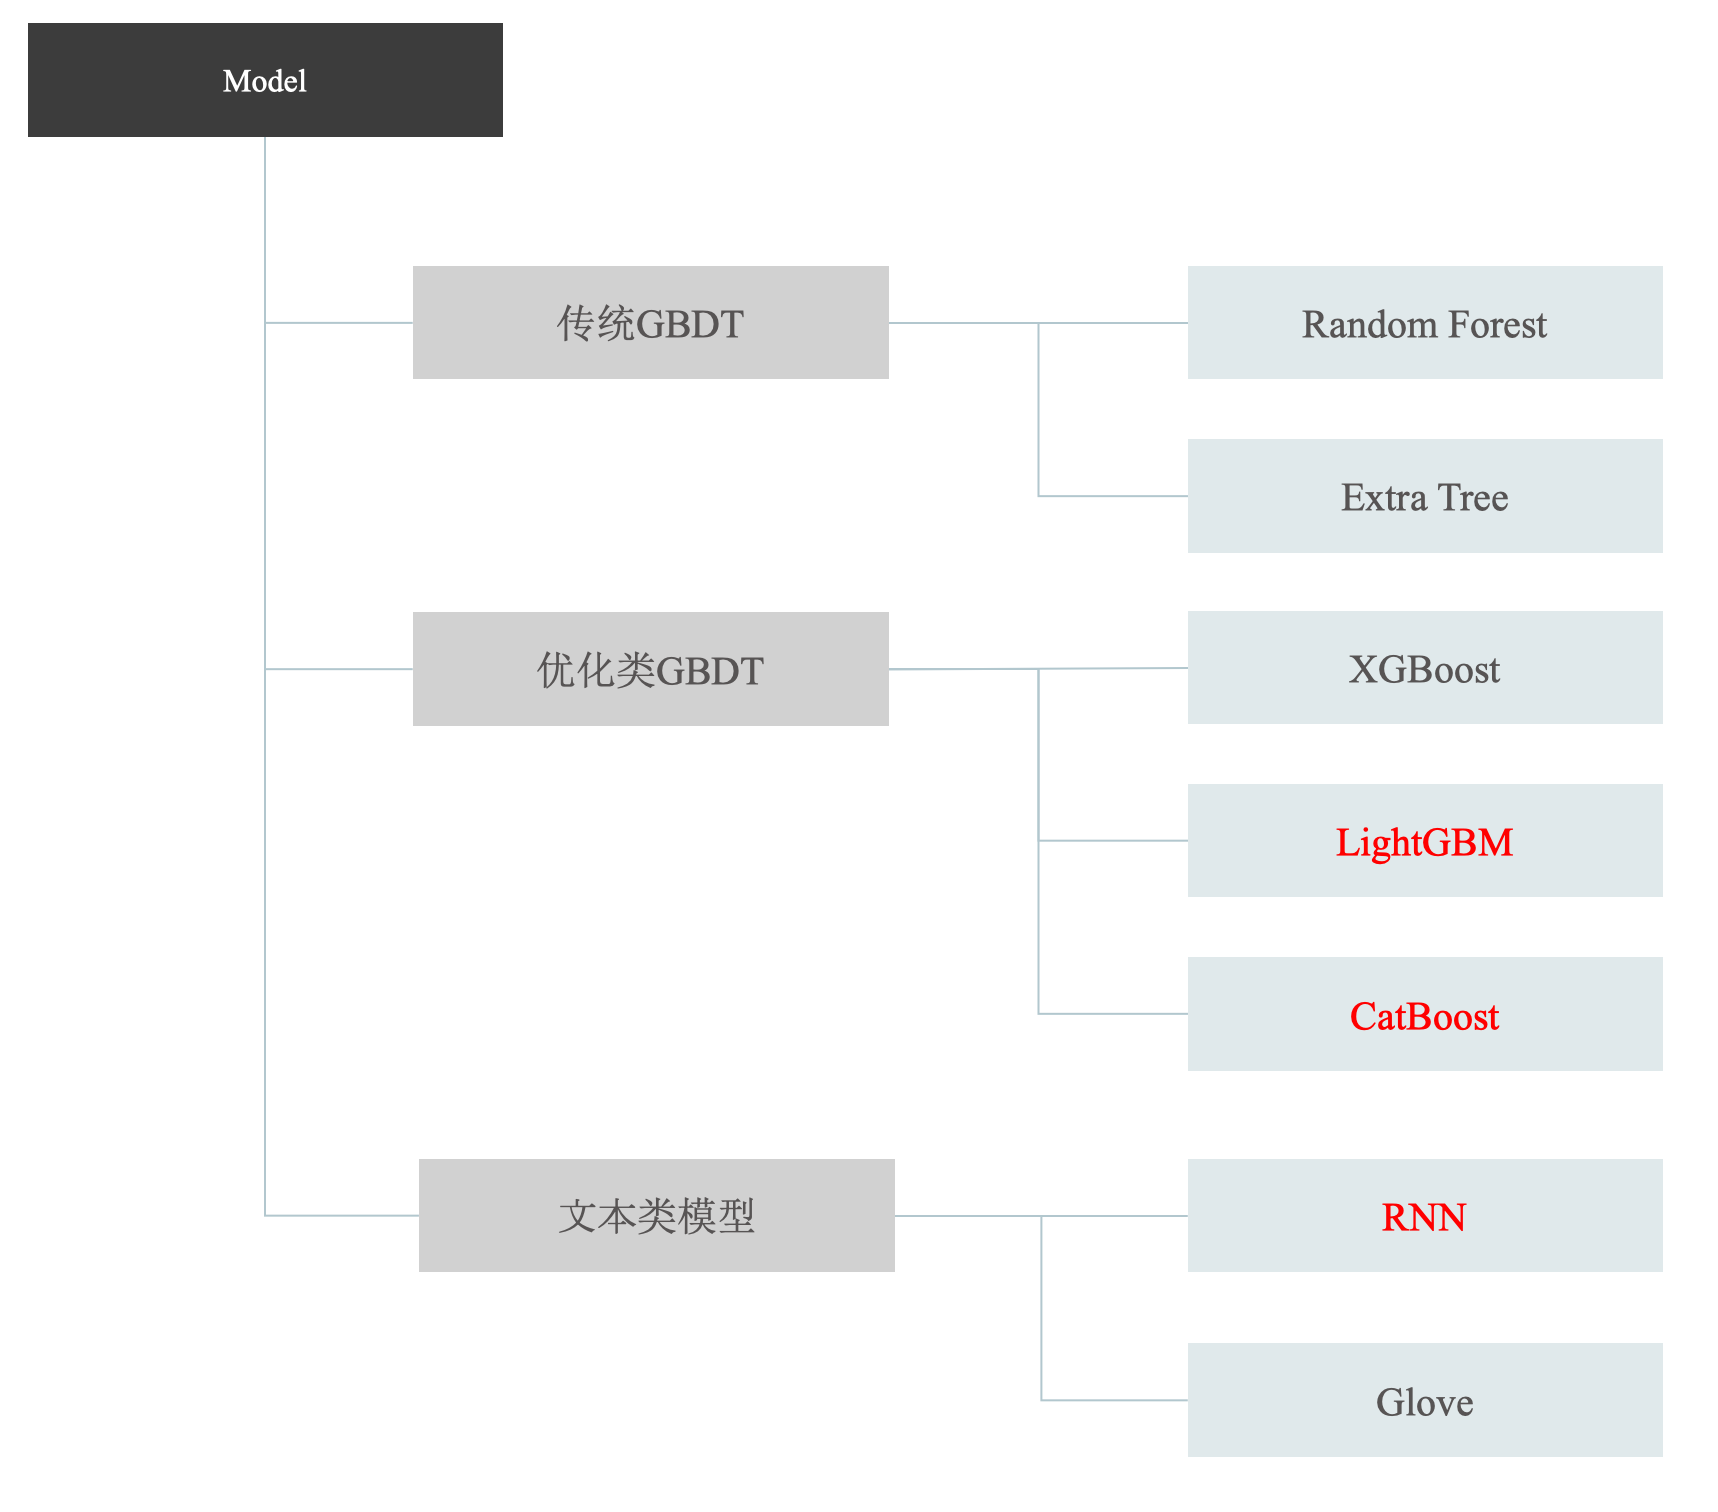 Model
传统GBDT
Random Forest
Extra Tree
优化类GBDT
XGBoost
LightGBM
CatBoost
文本类模型
RNN
Glove